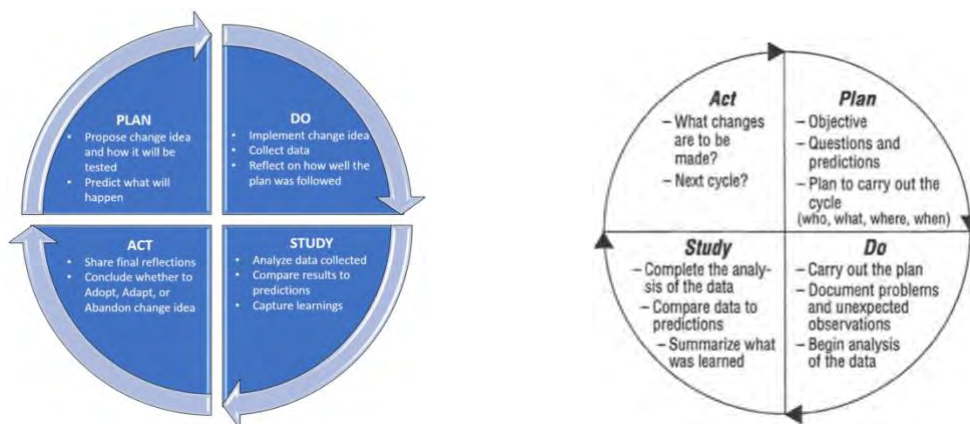 PLAN
• Propose change idea
and how it will be
tested
• Predict what will
happen
DO
• Implement change idea
• Collect data
• Reflect on how well the
plan was followed
ACT
• Share final reflections
• Conclude whether to
Adopt, Adapt, or
Abandon change idea
STUDY
• Analyze data collected
• Compare results to
predictions
• Capture learnings
Act
– What changes
are to be
made?
– Next cycle?
Plan
– Objective
– Questions and
predictions
– Plan to carry out the
cycle
(who, what, where, when)
Study
– Complete the analy-
sis of the data
– Compare data to
predictions
– Summarize what
was learned
Do
– Carry out the plan
– Document problems
and unexpected
observations
– Begin analysis
of the data